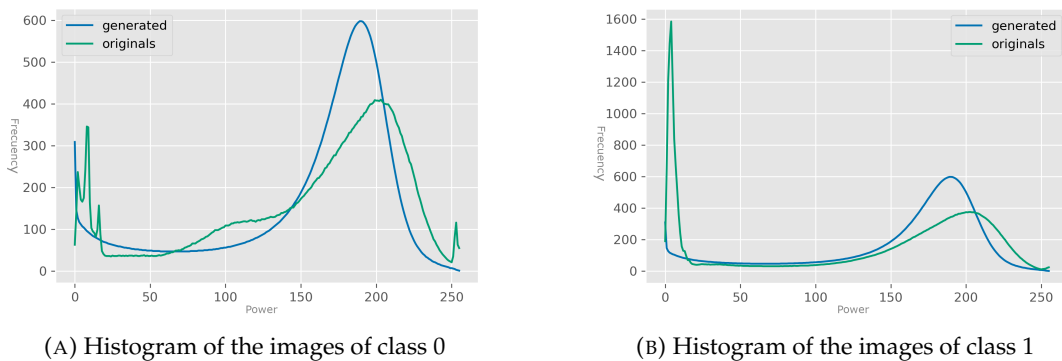 generated
originals
600
500
400
300
200
100
0
Frecuency
0 50 100 150 200 250
Power
(A) Histogram of the images of class 0
generated
originals
1600
1400
1200
1000
800
600
400
200
0
Frecuency
0 50 100 150 200 250
Power
(B) Histogram of the images of class 1